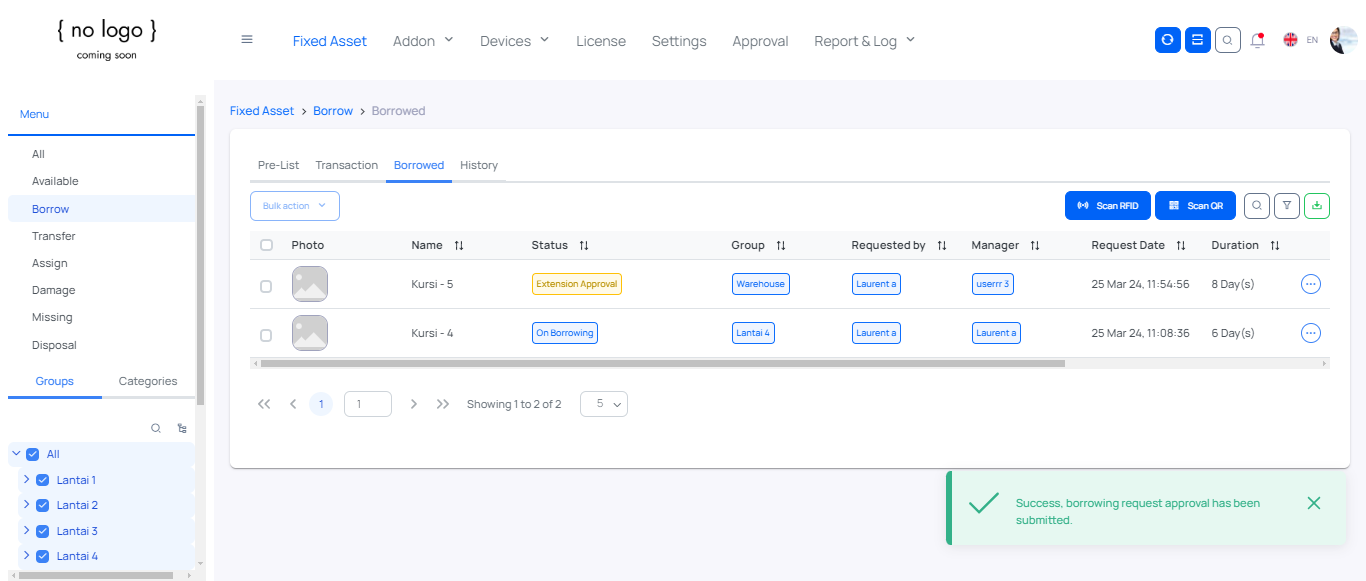 { no logo }
coming soon
Fixed Asset Addon Devices License Settings Approval Report & Log EN
Menu
All
Available
Borrow
Transfer
Assign
Damage
Missing
Disposal
Groups Categories
All
Lantai 1
Lantai 2
Lantai 3
Lantai 4
Fixed Asset > Borrow > Borrowed
Pre-List Transaction Borrowed History
Bulk action Scan RFID Scan QR
Photo Name Status Group Requested by Manager Request Date Duration
Kursi - 5 Extension Approval Warehouse Laurent a userrr 3 25 Mar 24, 11:54:56 8 Day(s)
Kursi - 4 On Borrowing Lantai 4 Laurent a Laurent a 25 Mar 24, 11:08:36 6 Day(s)
1 1 Showing 1 to 2 of 2 5
Success, borrowing request approval has been
submitted.